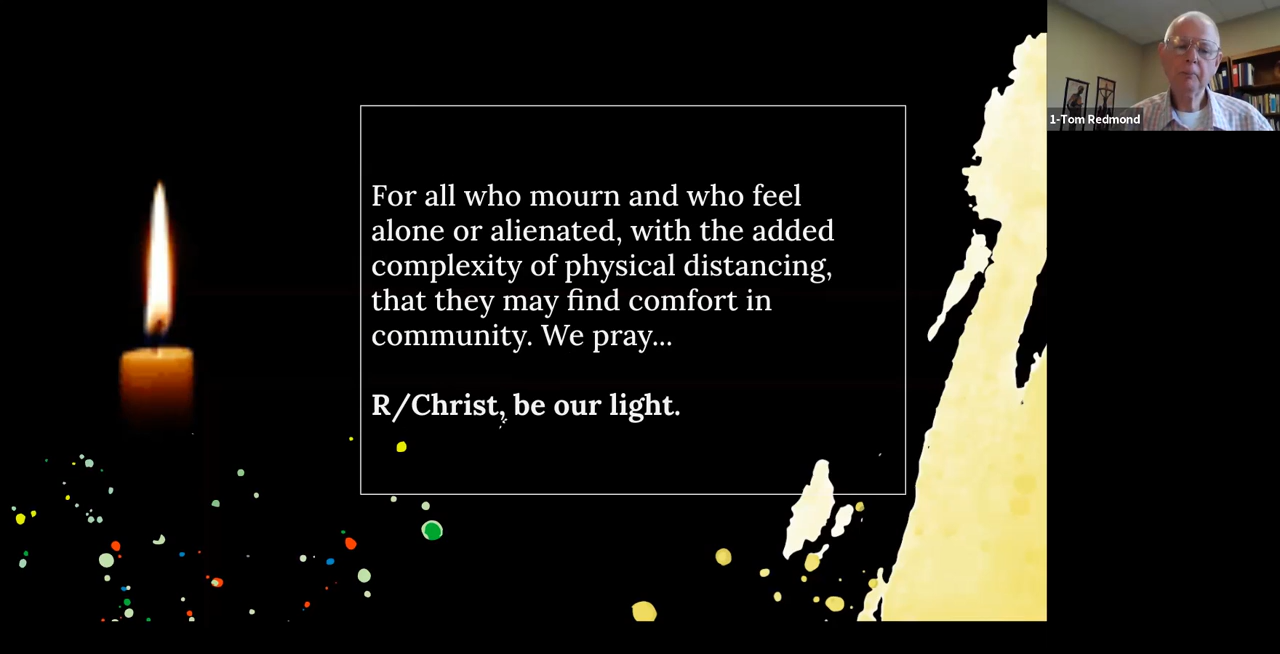 For all who mourn and who feel
alone or alienated, with the added
complexity of physical distancing,
that they may find comfort in
community. We pray...
R/Christ, be our light.
1-Tom Redmond